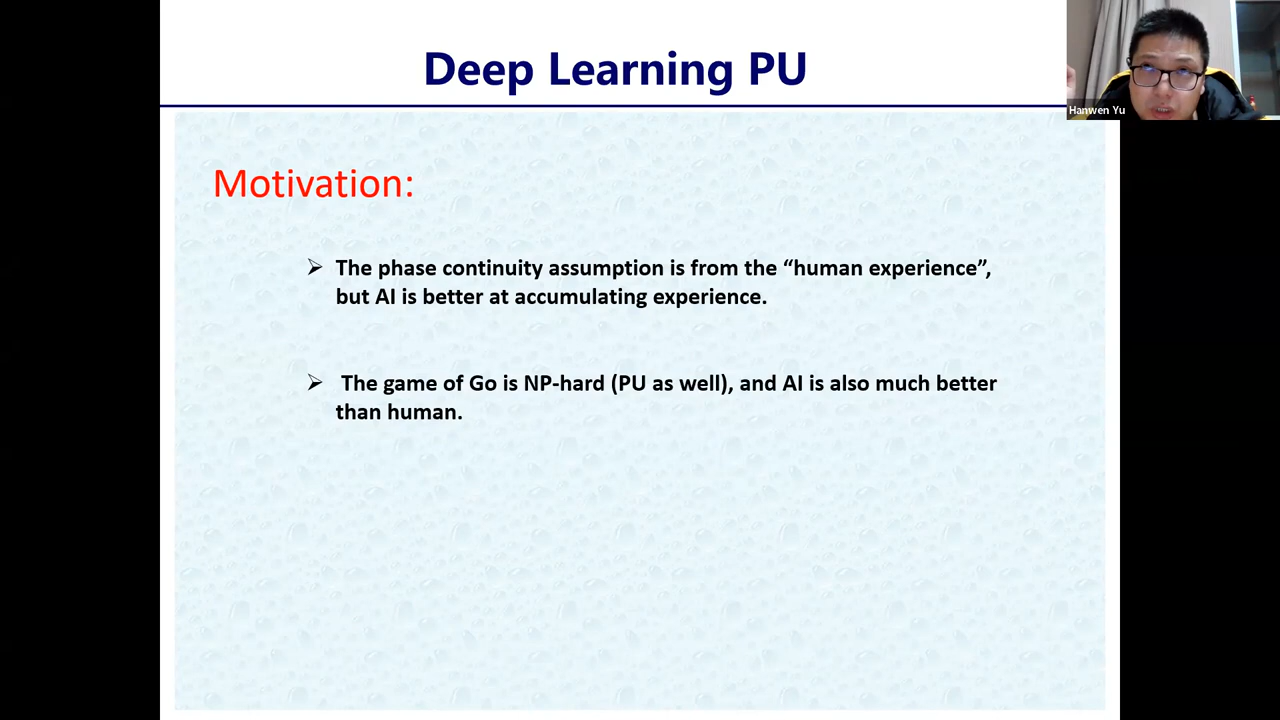 Deep Learning PU
Hanwen Yu
Motivation:
➢ The phase continuity assumption is from the “human experience”,
but AI is better at accumulating experience.
➢ The game of Go is NP-hard (PU as well), and AI is also much better
than human.